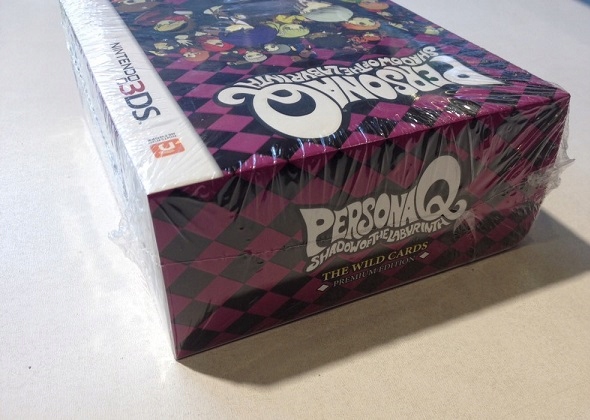 NINTENDO 3DS
PERSONA Q
SHADOW OF THE LABYRINTH
PERSONA Q
SHADOW OF THE LABYRINTH
THE WILD CARDS
PREMIUM EDITION